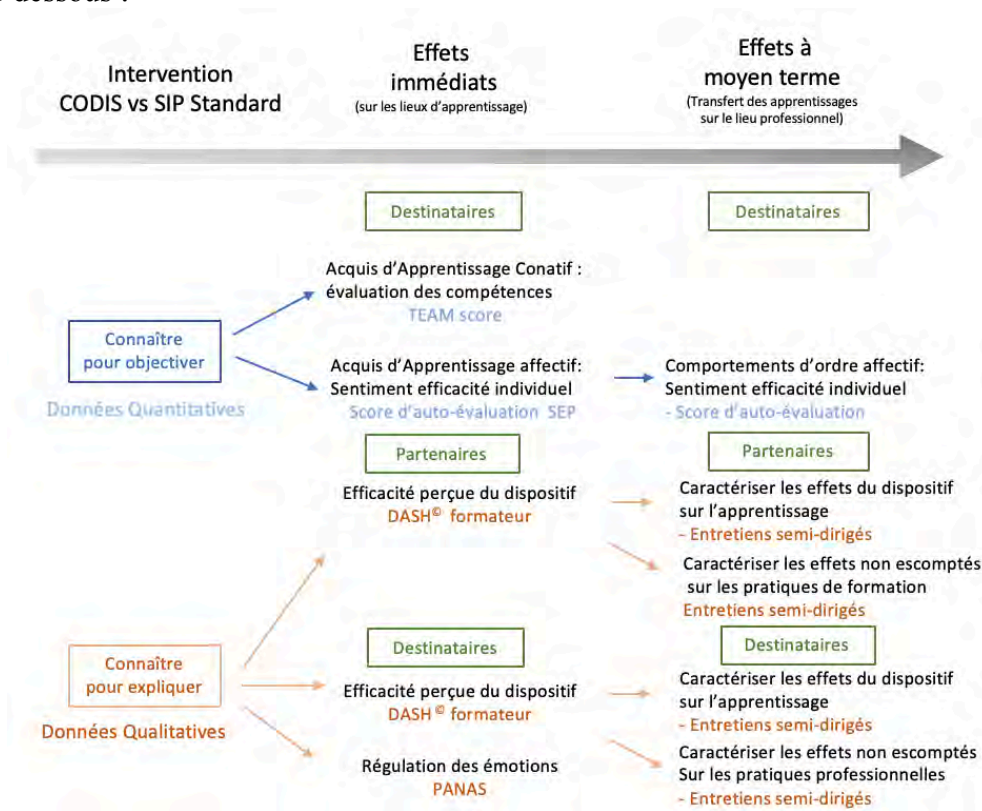 Intervention
CODIS vs SIP Standard
Effets
immédiats
(sur les lieux d'apprentissage)
Effets à
moyen terme
(Transfert des apprentissages
sur le lieu professionnel)
Destinataires
Destinataires
Connaître
pour objectiver
Données Quantitatives
Acquis d'Apprentissage Conatif :
évaluation des compétences
TEAM score
Acquis d'Apprentissage affectif:
Sentiment efficacité individuel
Score d'auto-évaluation SEP
Comportements d'ordre affectif:
Sentiment efficacité individuel
- Score d'auto-évaluation
Partenaires
Partenaires
Efficacité perçue du dispositif
DASH© formateur
Caractériser les effets du dispositif
sur l'apprentissage
- Entretiens semi-dirigés
Caractériser les effets non escomptés
sur les pratiques de formation
Entretiens semi-dirigés
Connaître
pour expliquer
Données Qualitatives
Destinataires
Destinataires
Efficacité perçue du dispositif
DASH © formateur
Caractériser les effets du dispositif
sur l'apprentissage
- Entretiens semi-dirigés
Régulation des émotions
PANAS
Caractériser les effets non escomptés
Sur les pratiques professionnelles
- Entretiens semi-dirigés